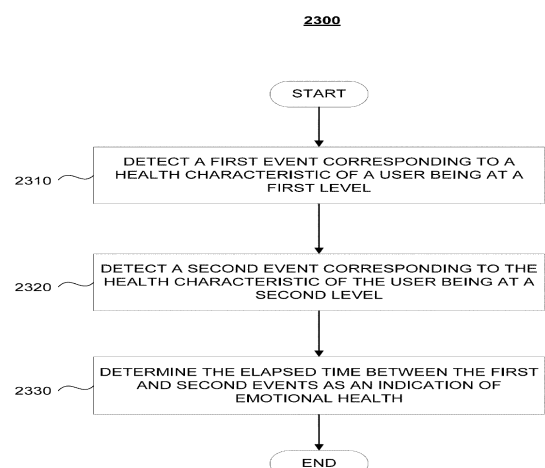 2300
START
2310
DETECT A FIRST EVENT CORRESPONDING TO A
HEALTH CHARACTERISTIC OF A USER BEING AT A
FIRST LEVEL
2320
DETECT A SECOND EVENT CORRESPONDING TO THE
HEALTH CHARACTERISTIC OF THE USER BEING AT A
SECOND LEVEL
2330
DETERMINE THE ELAPSED TIME BETWEEN THE FIRST
AND SECOND EVENTS AS AN INDICATION OF
EMOTIONAL HEALTH
END